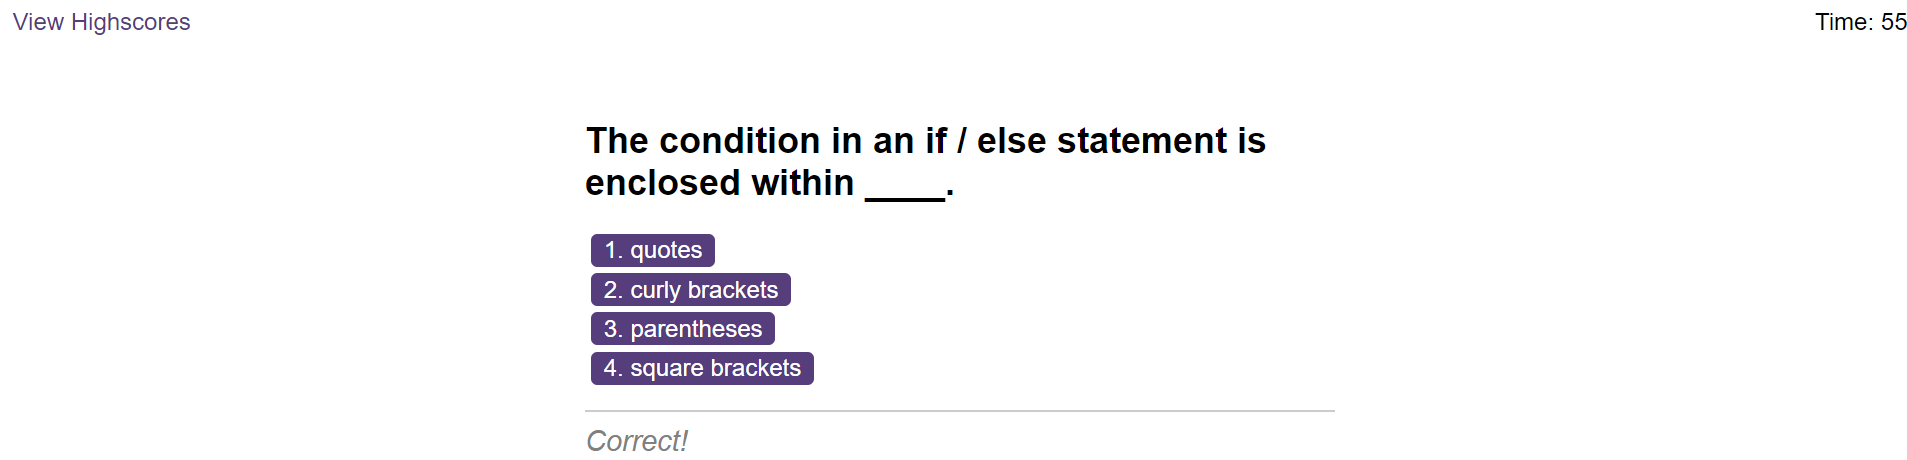 View Highscores
Time: 55
The condition in an if / else statement is
enclosed within ____.
1. quotes
2. curly brackets
3. parentheses
4. square brackets
Correct!